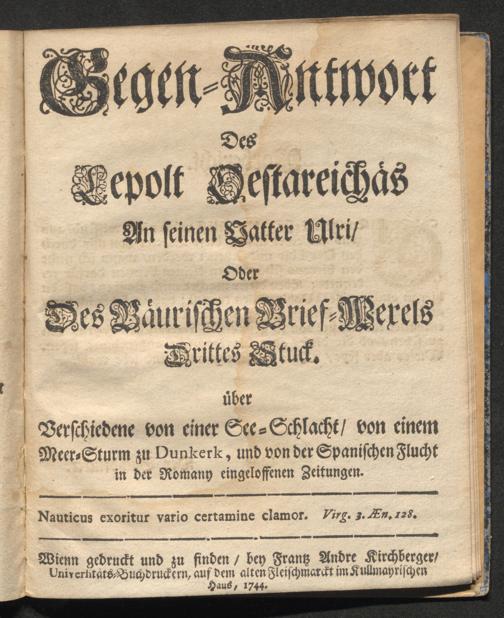 Gegen-Antwort
Des
Lepolt Oestareichäs
An seinen Vatter Ulri/
Oder
Des Bäurischen Brief-Wexels
Drittes Stuck.
über
Verschiedene von einer See-Schlacht/ von einem
Meer-Sturm zu Dunkerk, und von der Spanischen Flucht
in der Romany eingeloffenen Zeitungen.
Nauticus exoritur vario certamine clamor. Virg. 3. Æn. 128.
Wienn gedruckt und zu finden / bey Frantz Andre Kirchberger/
Universitäts-Buchdruckern, auf dem alten Fleischmarckt im Kullmayrischen
Haus, 1744.